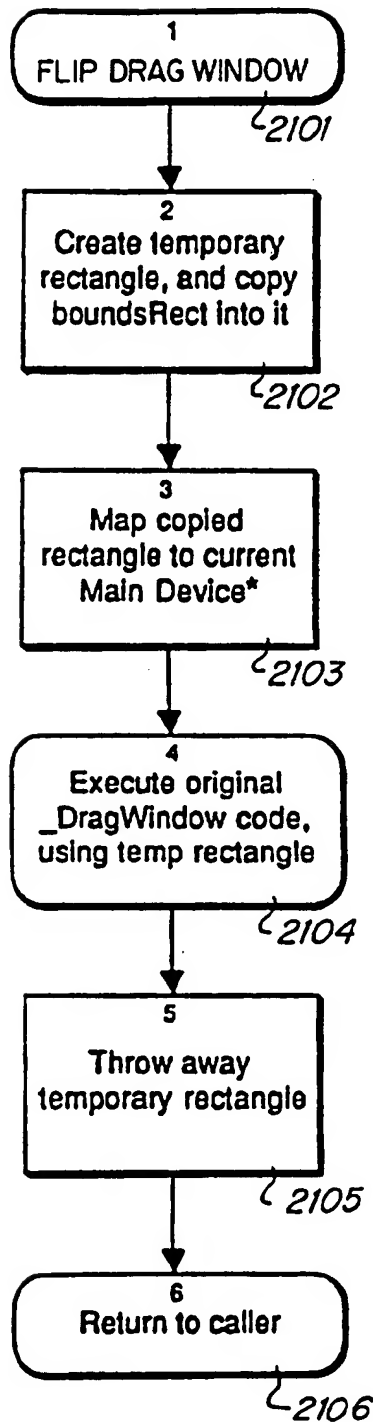 1
FLIP DRAG WINDOW
2101
2
Create temporary
rectangle, and copy
boundsRect into it
2102
3
Map copied
rectangle to current
Main Device*
2103
4
Execute original
_DragWindow code,
using temp rectangle
2104
5
Throw away
temporary rectangle
2105
6
Return to caller
2106